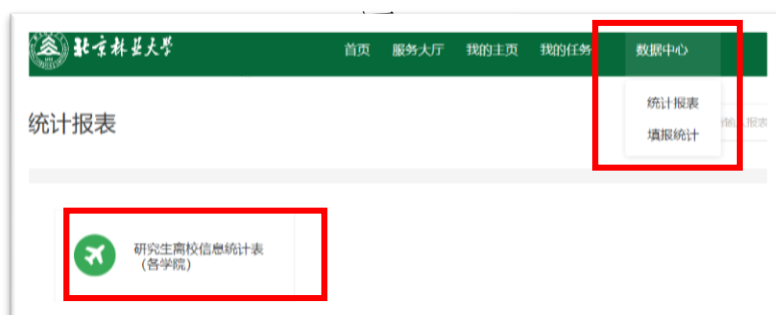 北京林业大学
首页 服务大厅 我的主页 我的任务 数据中心
统计报表
填报统计
统计报表
研究生离校信息统计表
（各学院）